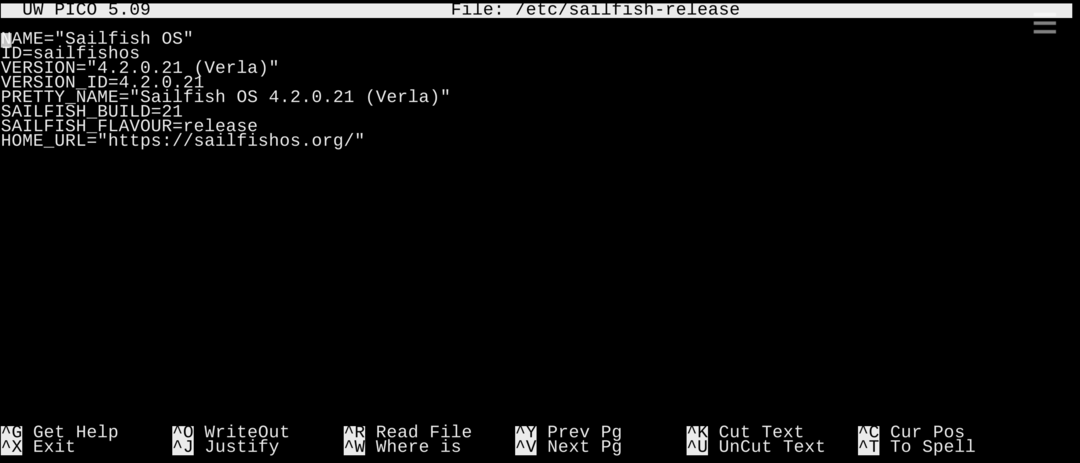 UW PICO 5.09 File: /etc/sailfish-release
NAME="Sailfish OS"
ID=sailfishos
VERSION="4.2.0.21 (Verla)"
VERSION_ID=4.2.0.21
PRETTY_NAME="Sailfish OS 4.2.0.21 (Verla)"
SAILFISH_BUILD=21
SAILFISH_FLAVOUR=release
HOME_URL="https://sailfishos.org/"
^G Get Help ^O WriteOut ^R Read File ^Y Prev Pg ^K Cut Text ^C Cur Pos
^X Exit ^J Justify ^W Where is ^V Next Pg ^U UnCut Text ^T To Spell